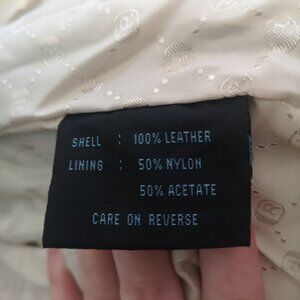 SHELL : 100% LEATHER
LINING : 50% NYLON
50% ACETATE
CARE ON REVERSE